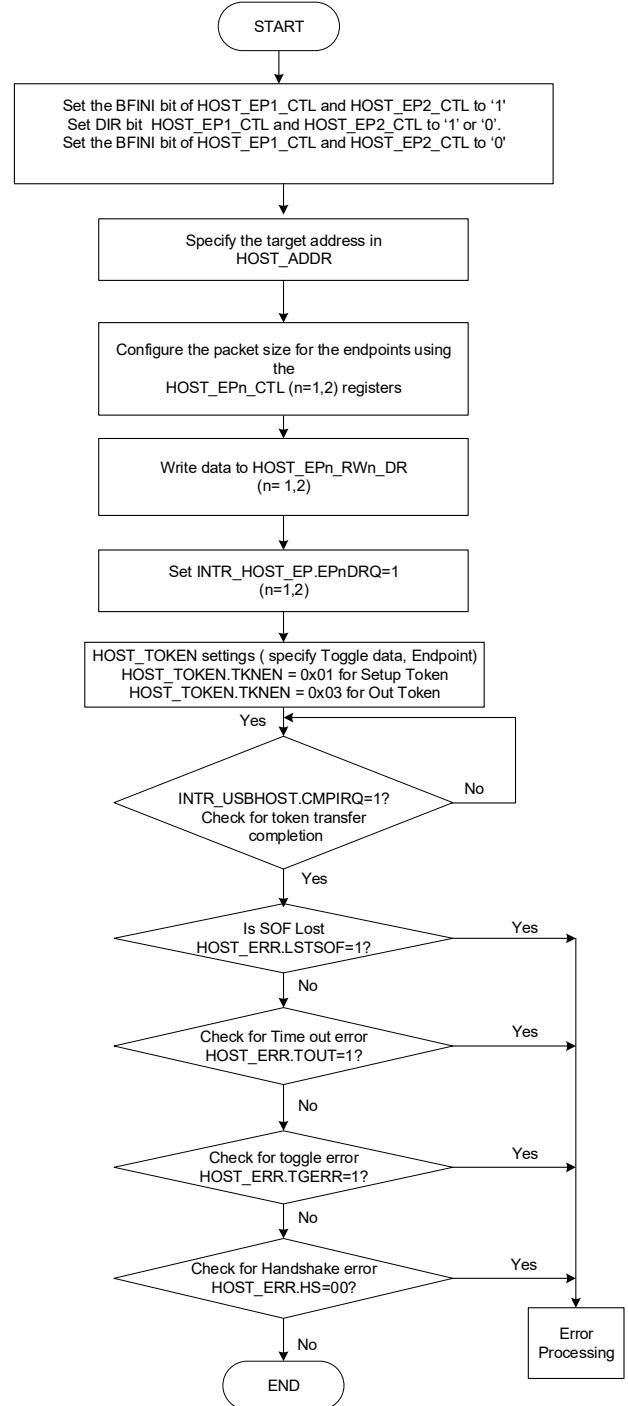 START
Set the BFINI bit of HOST_EP1_CTL and HOST_EP2_CTL to ‘1’
Set DIR bit HOST_EP1_CTL and HOST_EP2_CTL to ‘1’ or ‘0’.
Set the BFINI bit of HOST_EP1_CTL and HOST_EP2_CTL to ‘0’
Specify the target address in
HOST_ADDR
Configure the packet size for the endpoints using
the
HOST_EPn_CTL (n=1,2) registers
Write data to HOST_EPn_RWn_DR
(n= 1,2)
Set INTR_HOST_EP.EPnDRQ=1
(n=1,2)
HOST_TOKEN settings ( specify Toggle data, Endpoint)
HOST_TOKEN.TKNEN = 0x01 for Setup Token
HOST_TOKEN.TKNEN = 0x03 for Out Token
Yes
No
INTR_USBHOST.CMPIRQ=1?
Check for token transfer
completion
Yes
Is SOF Lost
HOST_ERR.LSTSOF=1?
Yes
No
Check for Time out error
HOST_ERR.TOUT=1?
Yes
No
Check for toggle error
HOST_ERR.TGERR=1?
Yes
No
Check for Handshake error
HOST_ERR.HS=00?
Yes
No
Error
Processing
END